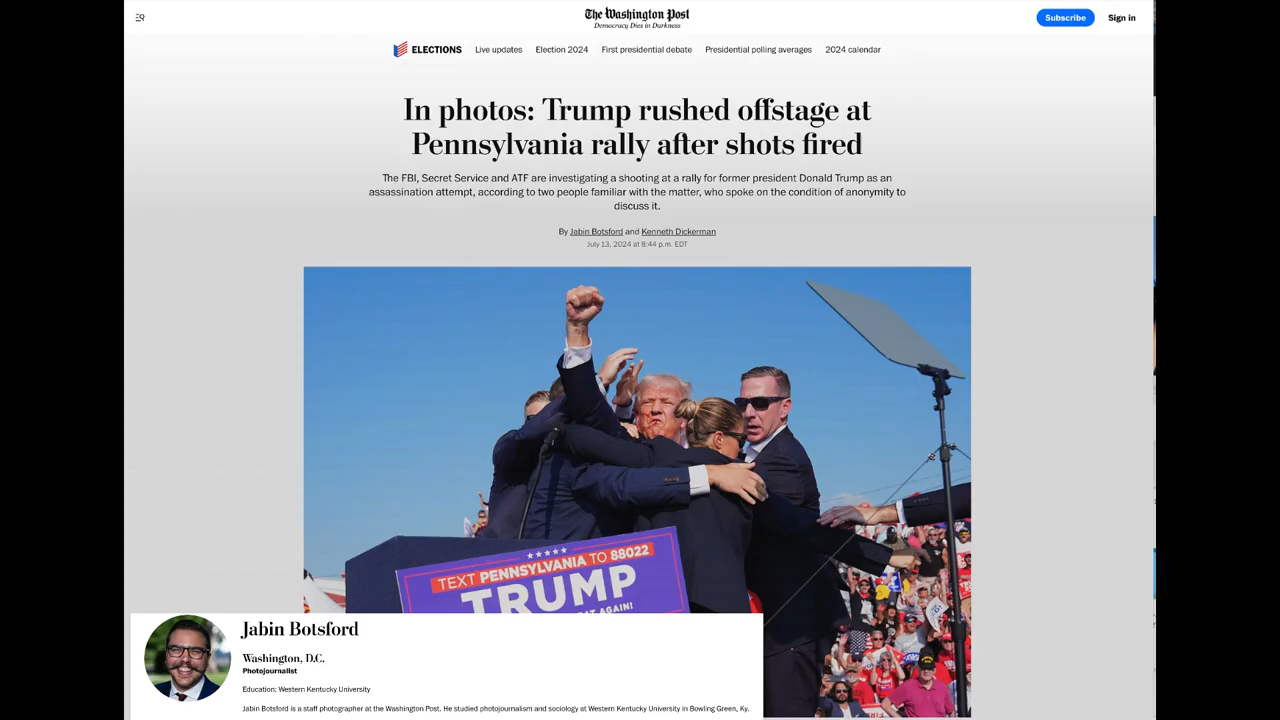 The Washington Post
Democracy Dies in Darkness
Subscribe
Sign in
ELECTIONS
Live updates
Election 2024
First presidential debate
Presidential polling averages
2024 calendar
In photos: Trump rushed offstage at
Pennsylvania rally after shots fired
The FBI, Secret Service and ATF are investigating a shooting at a rally for former president Donald Trump as an
assassination attempt, according to two people familiar with the matter, who spoke on the condition of anonymity to
discuss it.
By Jabin Botsford and Kenneth Dickerman
July 13, 2024 at 8:44 p.m. EDT
TEXT PENNSYLVANIA TO 88022
TRUMP
AGAIN!
Jabin Botsford
Washington, D.C.
Photojournalist
Education: Western Kentucky University
Jabin Botsford is a staff photographer at the Washington Post. He studied photojournalism and sociology at Western Kentucky University in Bowling Green, Ky.